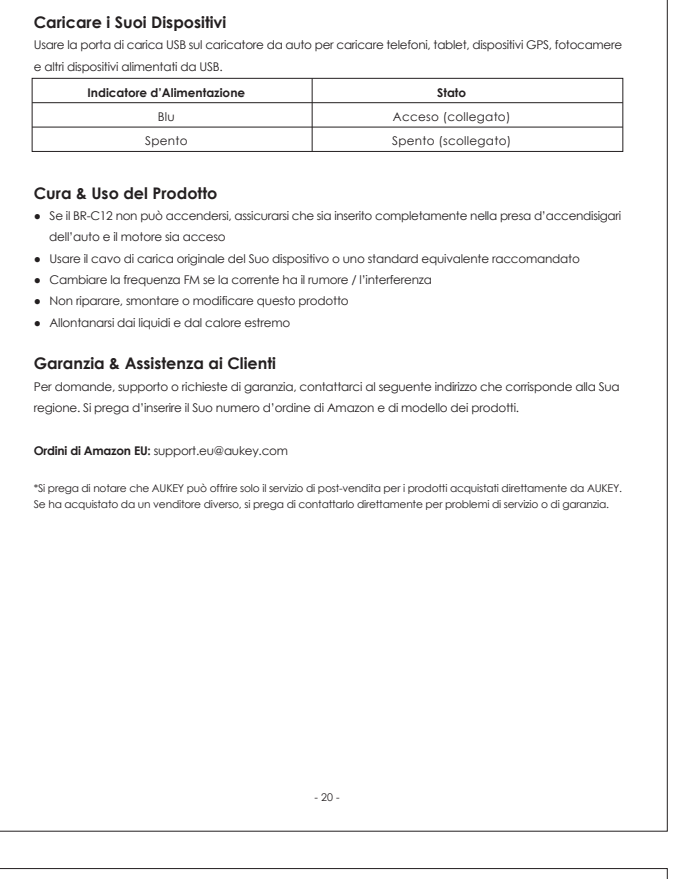 Caricare i Suoi Dispositivi
Usare la porta di carica USB sul caricatore da auto per caricare telefoni, tablet, dispositivi GPS, fotocamere
e altri dispositivi alimentati da USB.
Indicatore d'Alimentazione Stato
Blu Acceso (collegato)
Spento Spento (scollegato)
Cura & Uso del Prodotto
● Se il BR-C12 non può accendersi, assicurarsi che sia inserito completamente nella presa d'accendisigari
dell'auto e il motore sia acceso
● Usare il cavo di carica originale del Suo dispositivo o uno standard equivalente raccomandato
● Cambiare la frequenza FM se la corrente ha il rumore / l'interferenza
● Non riparare, smontare o modificare questo prodotto
● Allontanarsi dai liquidi e dal calore estremo
Garanzia & Assistenza ai Clienti
Per domande, supporto o richieste di garanzia, contattarci al seguente indirizzo che corrisponde alla Sua
regione. Si prega d'inserire il Suo numero d'ordine di Amazon e di modello dei prodotti.
Ordini di Amazon EU: support.eu@aukey.com
*Si prega di notare che AUKEY può offrire solo il servizio di post-vendita per i prodotti acquistati direttamente da AUKEY.
Se ha acquistato da un venditore diverso, si prega di contattarlo direttamente per problemi di servizio o di garanzia.
- 20 -